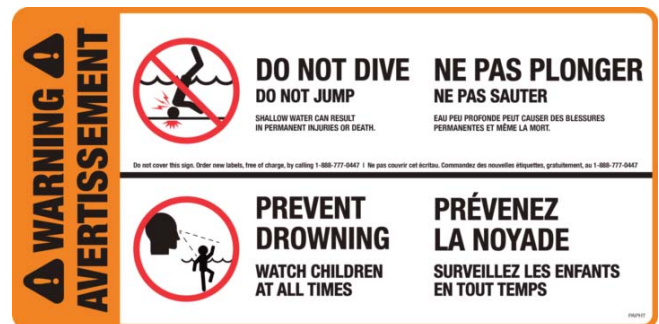 WARNING
AVERTISSEMENT
DO NOT DIVE
DO NOT JUMP
SHALLOW WATER CAN RESULT
IN PERMANENT INJURIES OR DEATH.
NE PAS PLONGER
NE PAS SAUTER
EAU PEU PROFONDE PEUT CAUSER DES BLESSURES
PERMANENTES ET MÊME LA MORT.
Do not cover this sign. Order new labels, free of charge, by calling 1-888-777-0447 | Ne pas couvrir cet écritau. Commandez des nouvelles étiquettes, gratuitement, au 1-888-777-0447
PREVENT
DROWNING
WATCH CHILDREN
AT ALL TIMES
PRÉVENEZ
LA NOYADE
SURVEILLEZ LES ENFANTS
EN TOUT TEMPS